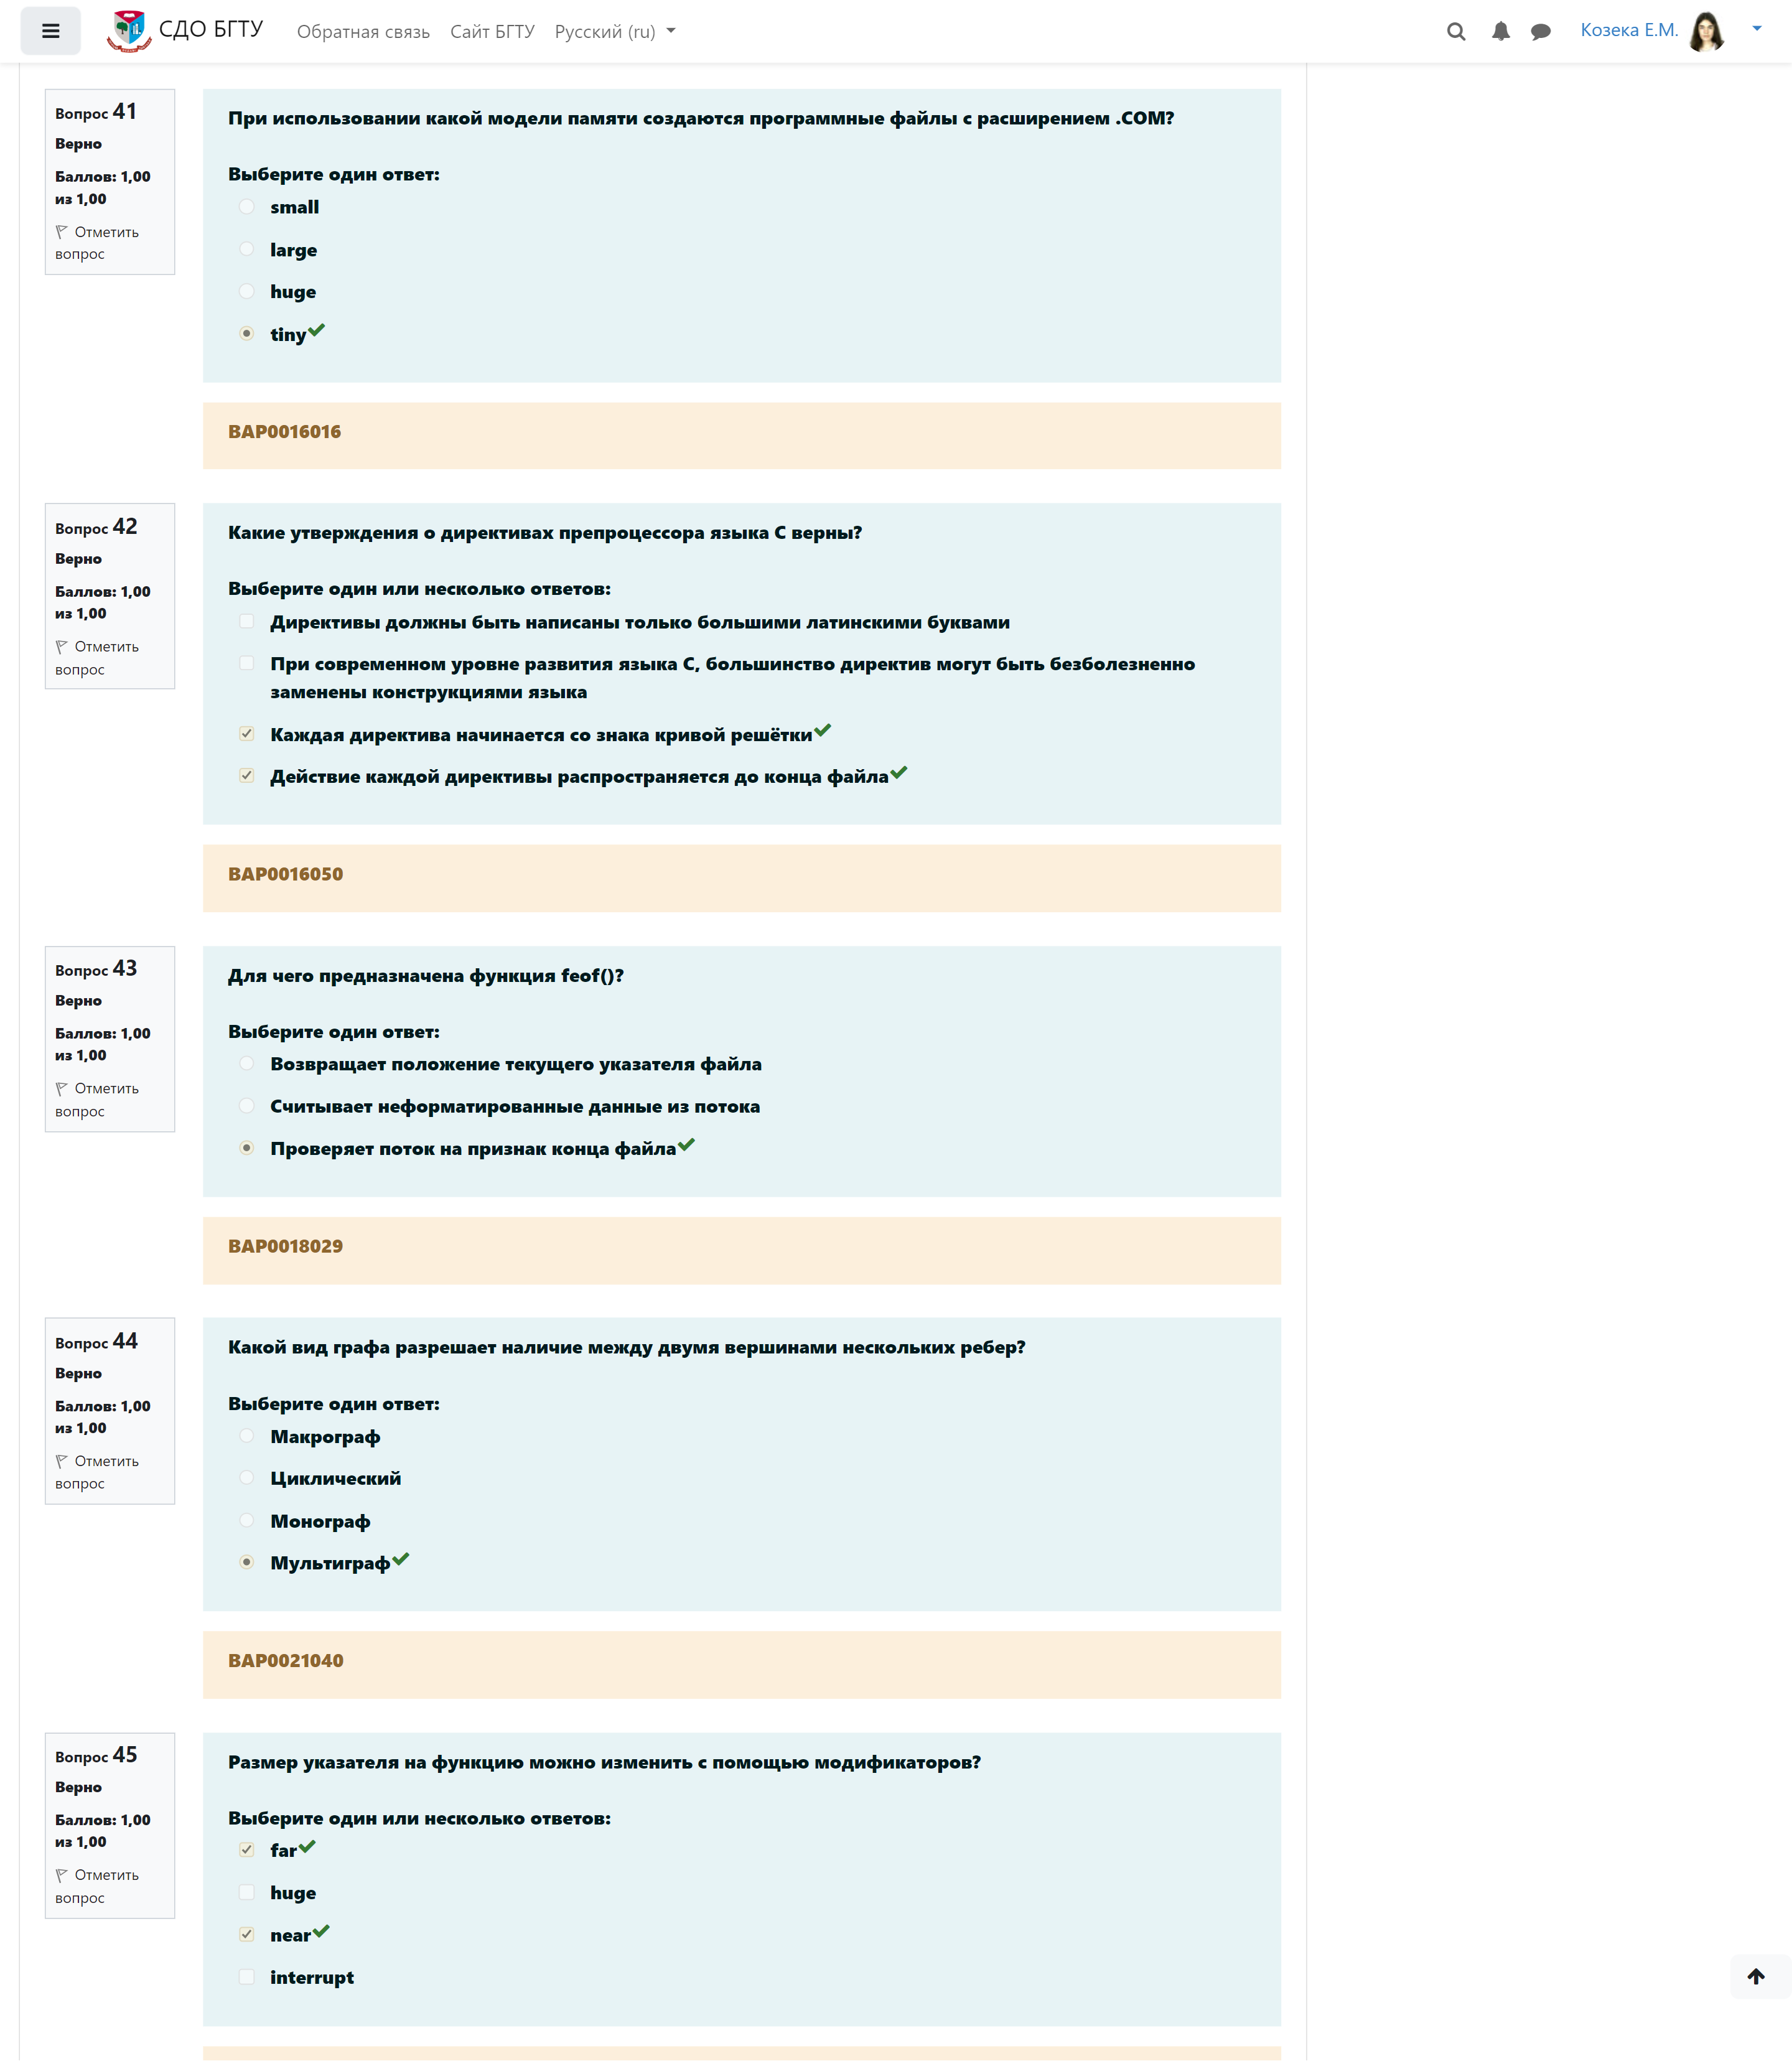 СДО БГТУ
Обратная связь
Сайт БГТУ
Русский (ru)
Козека Е.М.
Вопрос 41
Верно
Баллов: 1,00
из 1,00
Отметить
вопрос
При использовании какой модели памяти создаются программные файлы с расширением .COM?
Выберите один ответ:
small
large
huge
tiny
BAP0016016
Вопрос 42
Верно
Баллов: 1,00
из 1,00
Отметить
вопрос
Какие утверждения о директивах препроцессора языка С верны?
Выберите один или несколько ответов:
Директивы должны быть написаны только большими латинскими буквами
При современном уровне развития языка С, большинство директив могут быть безболезненно
заменены конструкциями языка
Каждая директива начинается со знака кривой решётки
Действие каждой директивы распространяется до конца файла
BAP0016050
Вопрос 43
Верно
Баллов: 1,00
из 1,00
Отметить
вопрос
Для чего предназначена функция feof()?
Выберите один ответ:
Возвращает положение текущего указателя файла
Считывает неформатированные данные из потока
Проверяет поток на признак конца файла
BAP0018029
Вопрос 44
Верно
Баллов: 1,00
из 1,00
Отметить
вопрос
Какой вид графа разрешает наличие между двумя вершинами нескольких ребер?
Выберите один ответ:
Макрограф
Циклический
Монограф
Мультиграф
BAP0021040
Вопрос 45
Верно
Баллов: 1,00
из 1,00
Отметить
вопрос
Размер указателя на функцию можно изменить с помощью модификаторов?
Выберите один или несколько ответов:
far
huge
near
interrupt